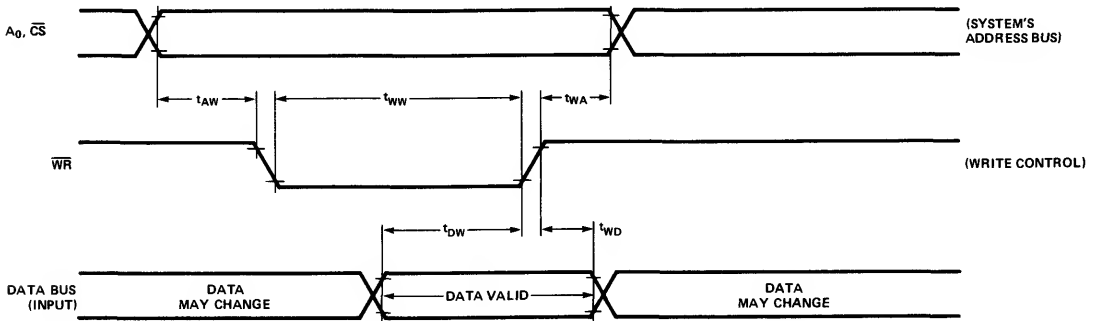 A0, CS
(SYSTEM'S
ADDRESS BUS)
tAW
tWW
tWA
WR
(WRITE CONTROL)
tDW
tWD
DATA BUS
(INPUT)
DATA
MAY CHANGE
DATA VALID
DATA
MAY CHANGE